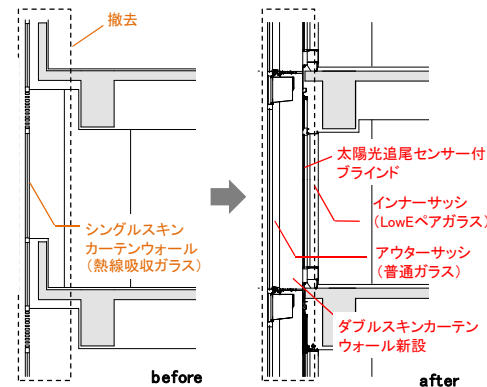 撤去
シングルスキン
カーテンウォール
（熱線吸収ガラス）
before
太陽光追尾センサー付
ブラインド
インナーサッシ
（LowEペアガラス）
アウターサッシ
（普通ガラス）
ダブルスキンカーテン
ウォール新設
after